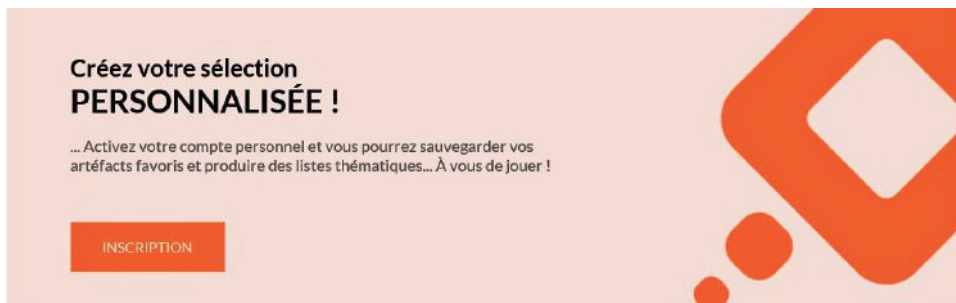 Créez votre sélection
PERSONNALISÉE !
... Activez votre compte personnel et vous pourrez sauvegarder vos
artéfacts favoris et produire des listes thématiques... À vous de jouer !
INSCRIPTION